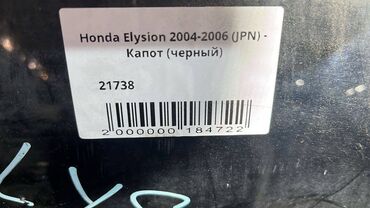 Honda Elysion 2004-2006 (JPN) -
Капот (черный)
21738
2 000000 184722